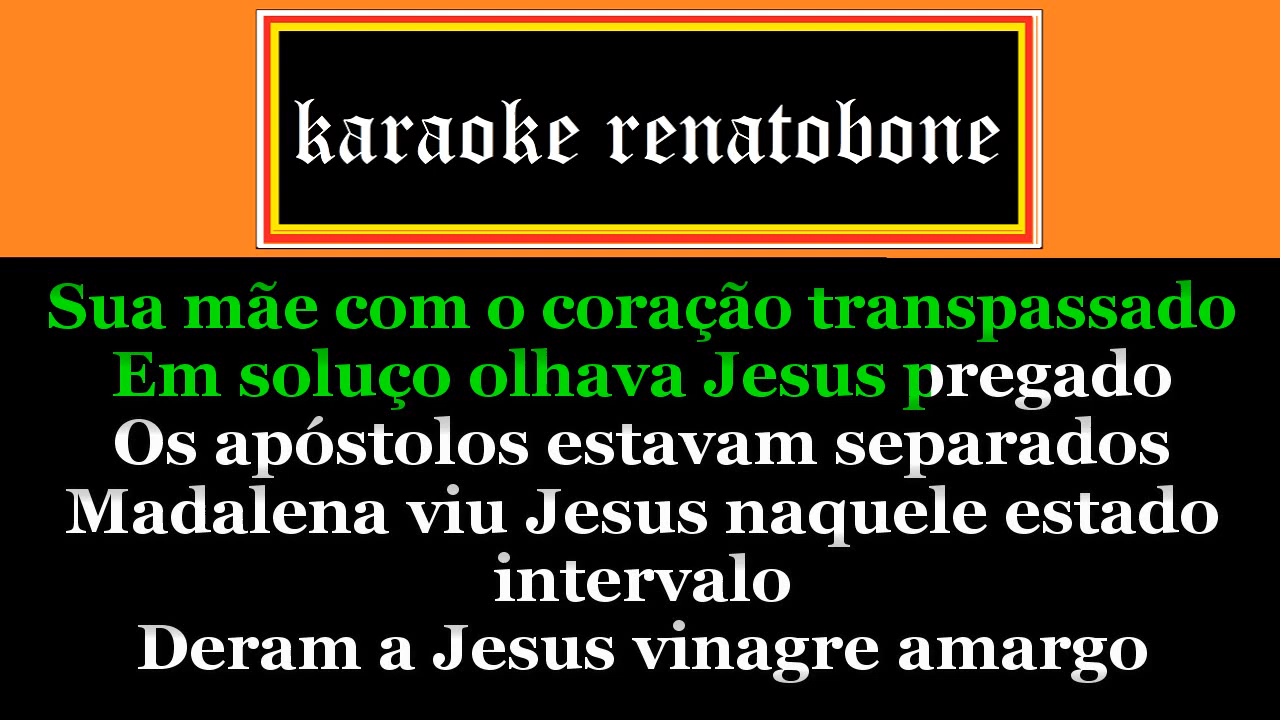 karaoke renatobone
Sua mãe com o coração transpassado
Em soluço olhava Jesus pregado
Os apóstolos estavam separados
Madalena viu Jesus naquele estado
intervalo
Deram a Jesus vinagre amargo